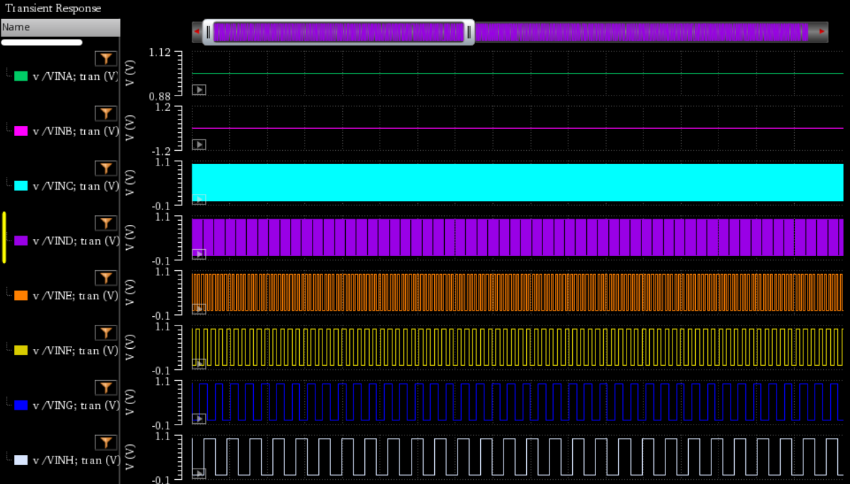 Transient Response
Name
v /VINA; tran (V)
V (V)
1.12
0.88
v /VINB; tran (V)
V (V)
1.2
-1.2
v /VINC; tran (V)
V (V)
1.1
-0.1
v /VIND; tran (V)
V (V)
1.1
-0.1
v /VINE; tran (V)
V (V)
1.1
-0.1
v /VINF; tran (V)
V (V)
1.1
-0.1
v /VING; tran (V)
V (V)
1.1
-0.1
v /VINH; tran (V)
V (V)
1.1
-0.1